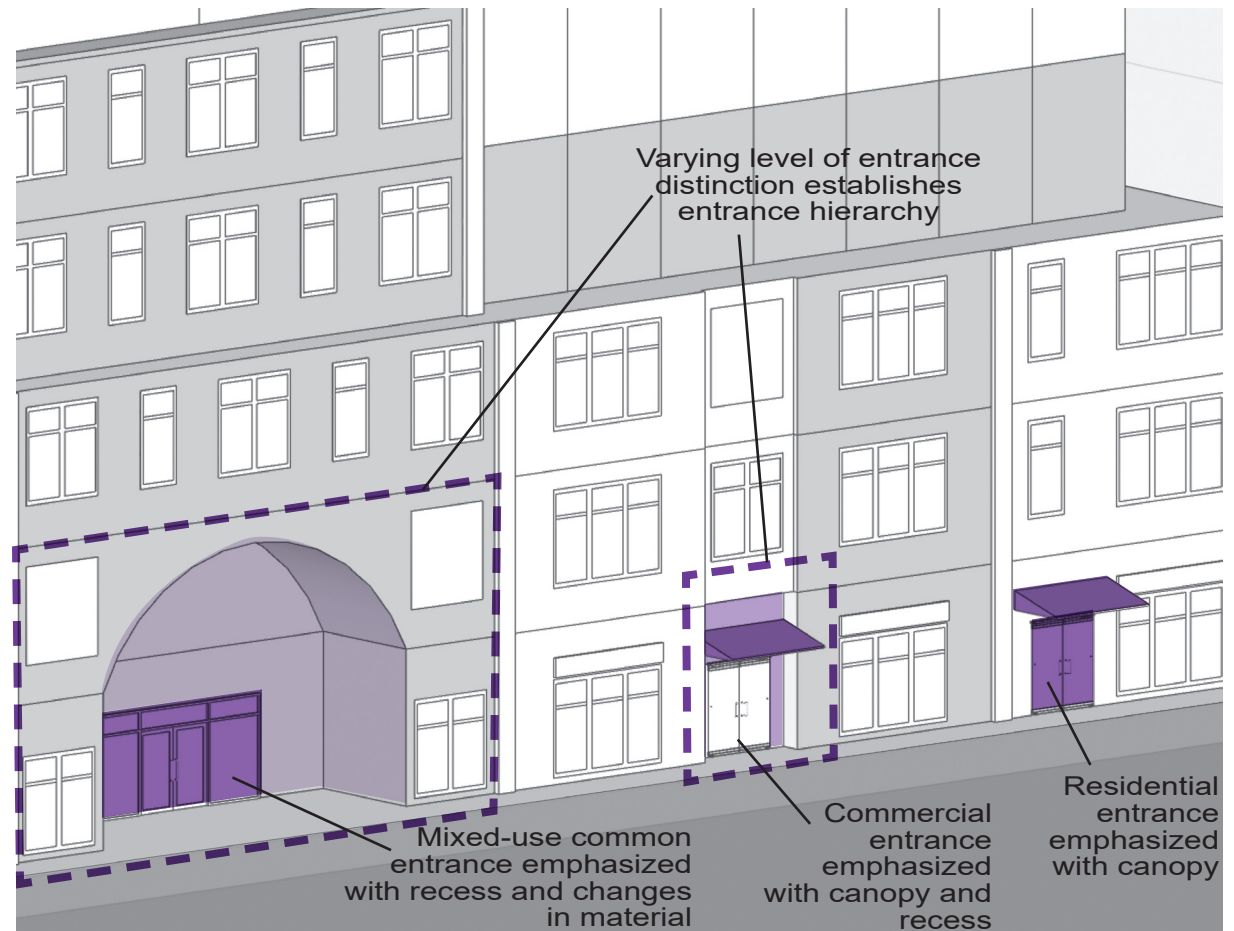 Varying level of entrance
distinction establishes
entrance hierarchy
Mixed-use common
entrance emphasized
with recess and changes
in material
Commercial
entrance
emphasized
with canopy and
recess
Residential
entrance
emphasized
with canopy